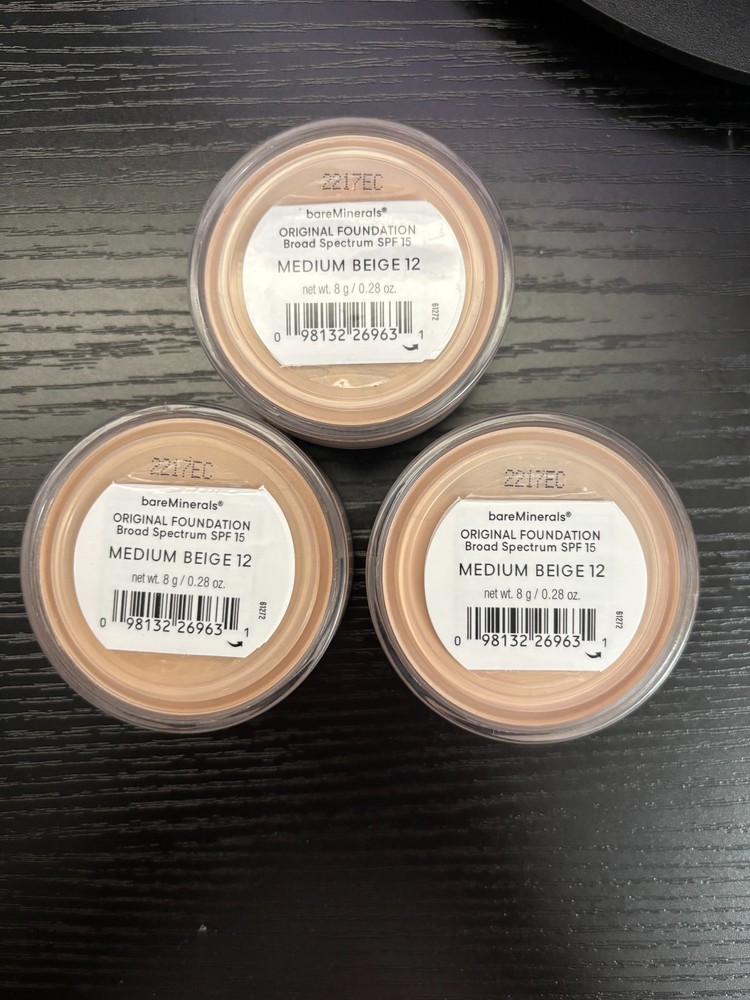 2217EC
bareMinerals®
ORIGINAL FOUNDATION
Broad Spectrum SPF 15
MEDIUM BEIGE 12
net wt. 8 g / 0.28 oz.
61272
0 98132 26963 1
2217EC
bareMinerals®
ORIGINAL FOUNDATION
Broad Spectrum SPF 15
MEDIUM BEIGE 12
net wt. 8 g / 0.28 oz.
61272
0 98132 26963 1
2217EC
bareMinerals®
ORIGINAL FOUNDATION
Broad Spectrum SPF 15
MEDIUM BEIGE 12
net wt. 8 g / 0.28 oz.
61272
0 98132 26963 1